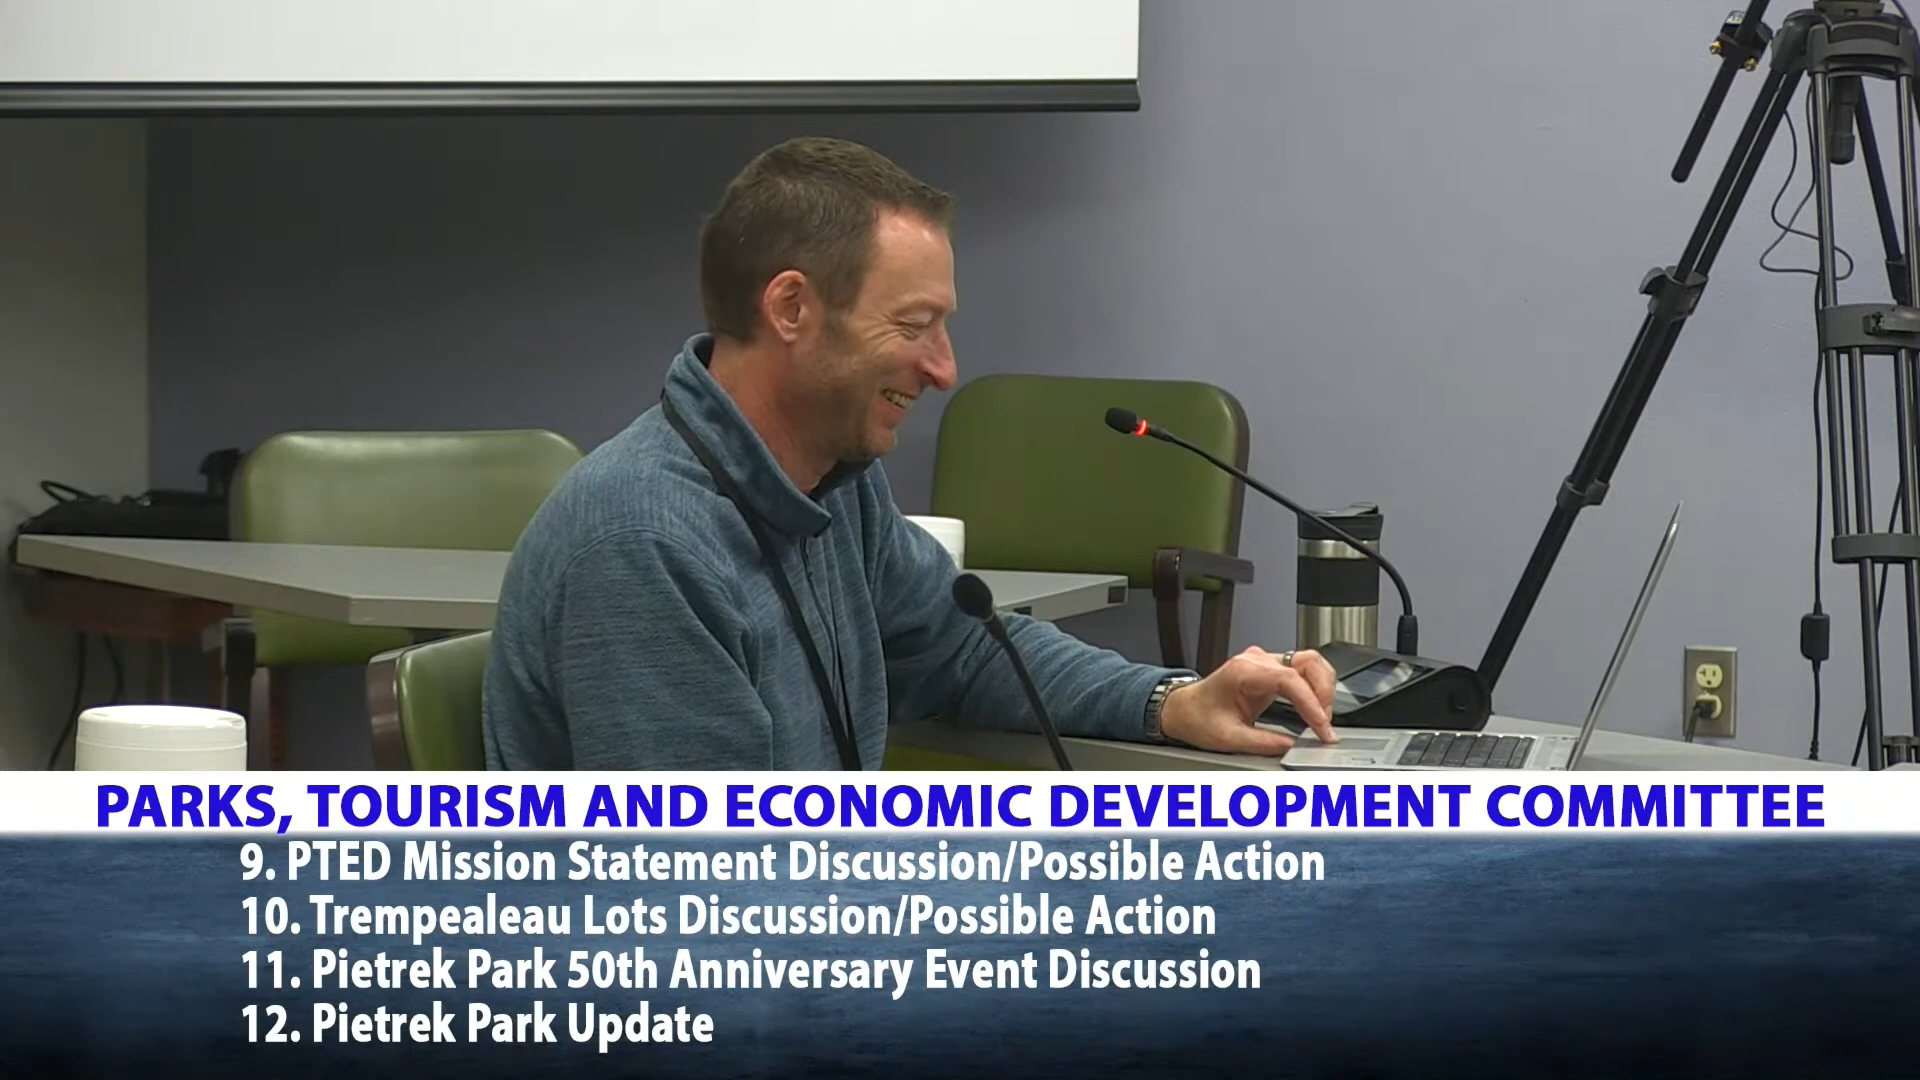 PARKS, TOURISM AND ECONOMIC DEVELOPMENT COMMITTEE
9. PTED Mission Statement Discussion/Possible Action
10. Trempealeau Lots Discussion/Possible Action
11. Pietrek Park 50th Anniversary Event Discussion
12. Pietrek Park Update